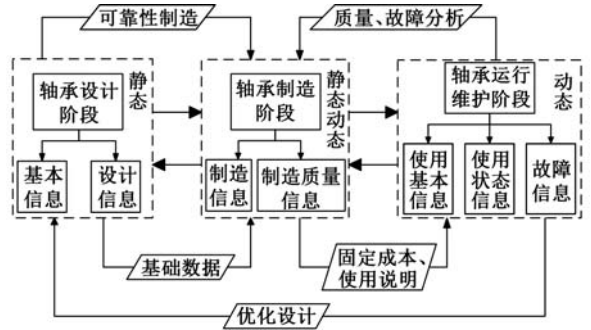 可靠性制造
质量、故障分析
轴承设计
阶段
静态
轴承制造
阶段
静态动态
轴承运行
维护阶段
动态
基本
信息
设计
信息
制造
信息
制造质量
信息
使用
基本
信息
使用
状态
信息
故障
信息
基础数据
固定成本、
使用说明
优化设计